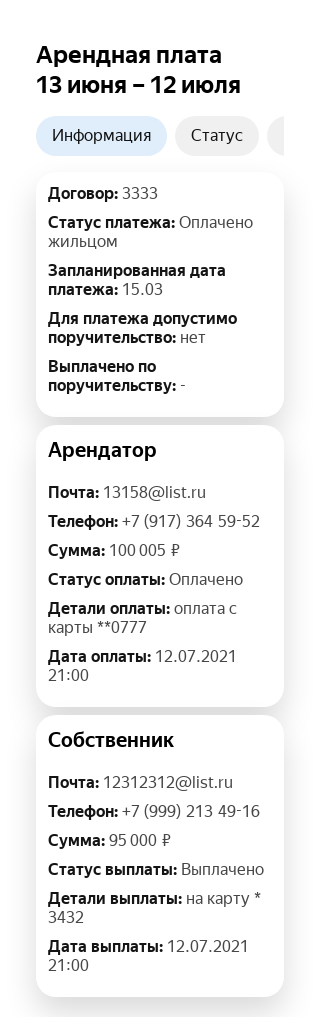 Арендная плата
13 июня – 12 июля
Информация
Статус
Договор: 3333
Статус платежа: Оплачено
жильцом
Запланированная дата
платежа: 15.03
Для платежа допустимо
поручительство: нет
Выплачено по
поручительству: -
Арендатор
Почта: 13158@list.ru
Телефон: +7 (917) 364 59-52
Сумма: 100 005 ₽
Статус оплаты: Оплачено
Детали оплаты: оплата с
карты **0777
Дата оплаты: 12.07.2021
21:00
Собственник
Почта: 12312312@list.ru
Телефон: +7 (999) 213 49-16
Сумма: 95 000 ₽
Статус выплаты: Выплачено
Детали выплаты: на карту *
3432
Дата выплаты: 12.07.2021
21:00